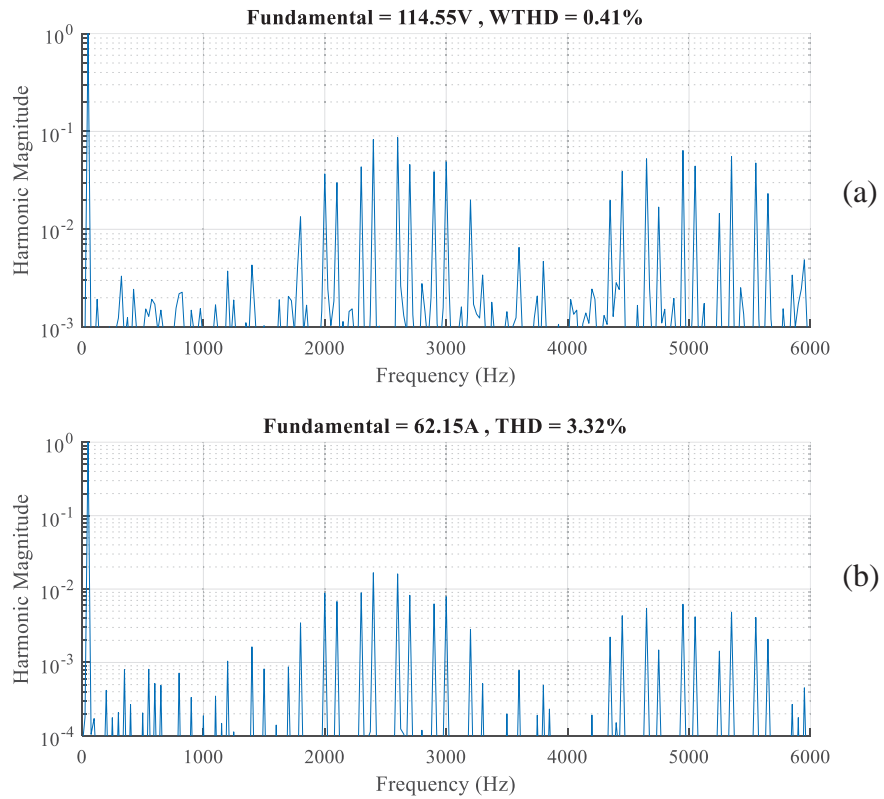 Fundamental = 114.55V , WTHD = 0.41%
10^0
10^-1
10^-2
10^-3
Harmonic Magnitude
0 1000 2000 3000 4000 5000 6000
Frequency (Hz)
(a)
Fundamental = 62.15A , THD = 3.32%
10^0
10^-1
10^-2
10^-3
10^-4
Harmonic Magnitude
0 1000 2000 3000 4000 5000 6000
Frequency (Hz)
(b)